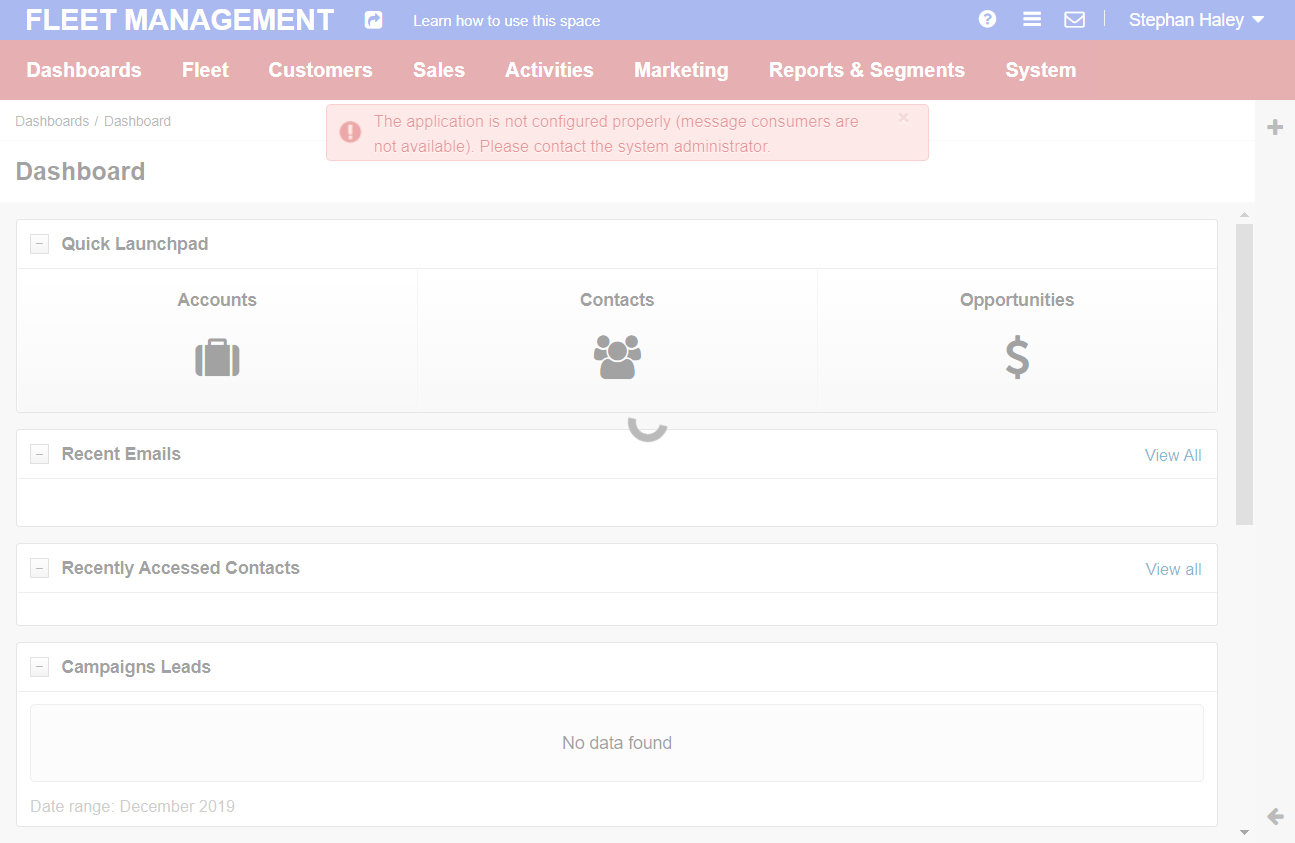 FLEET MANAGEMENT
Learn how to use this space
Stephan Haley
Dashboards
Fleet
Customers
Sales
Activities
Marketing
Reports & Segments
System
Dashboards / Dashboard
The application is not configured properly (message consumers are
not available). Please contact the system administrator.
×
Dashboard
Quick Launchpad
Accounts
Contacts
Opportunities
Recent Emails
View All
Recently Accessed Contacts
View all
Campaigns Leads
No data found
Date range: December 2019